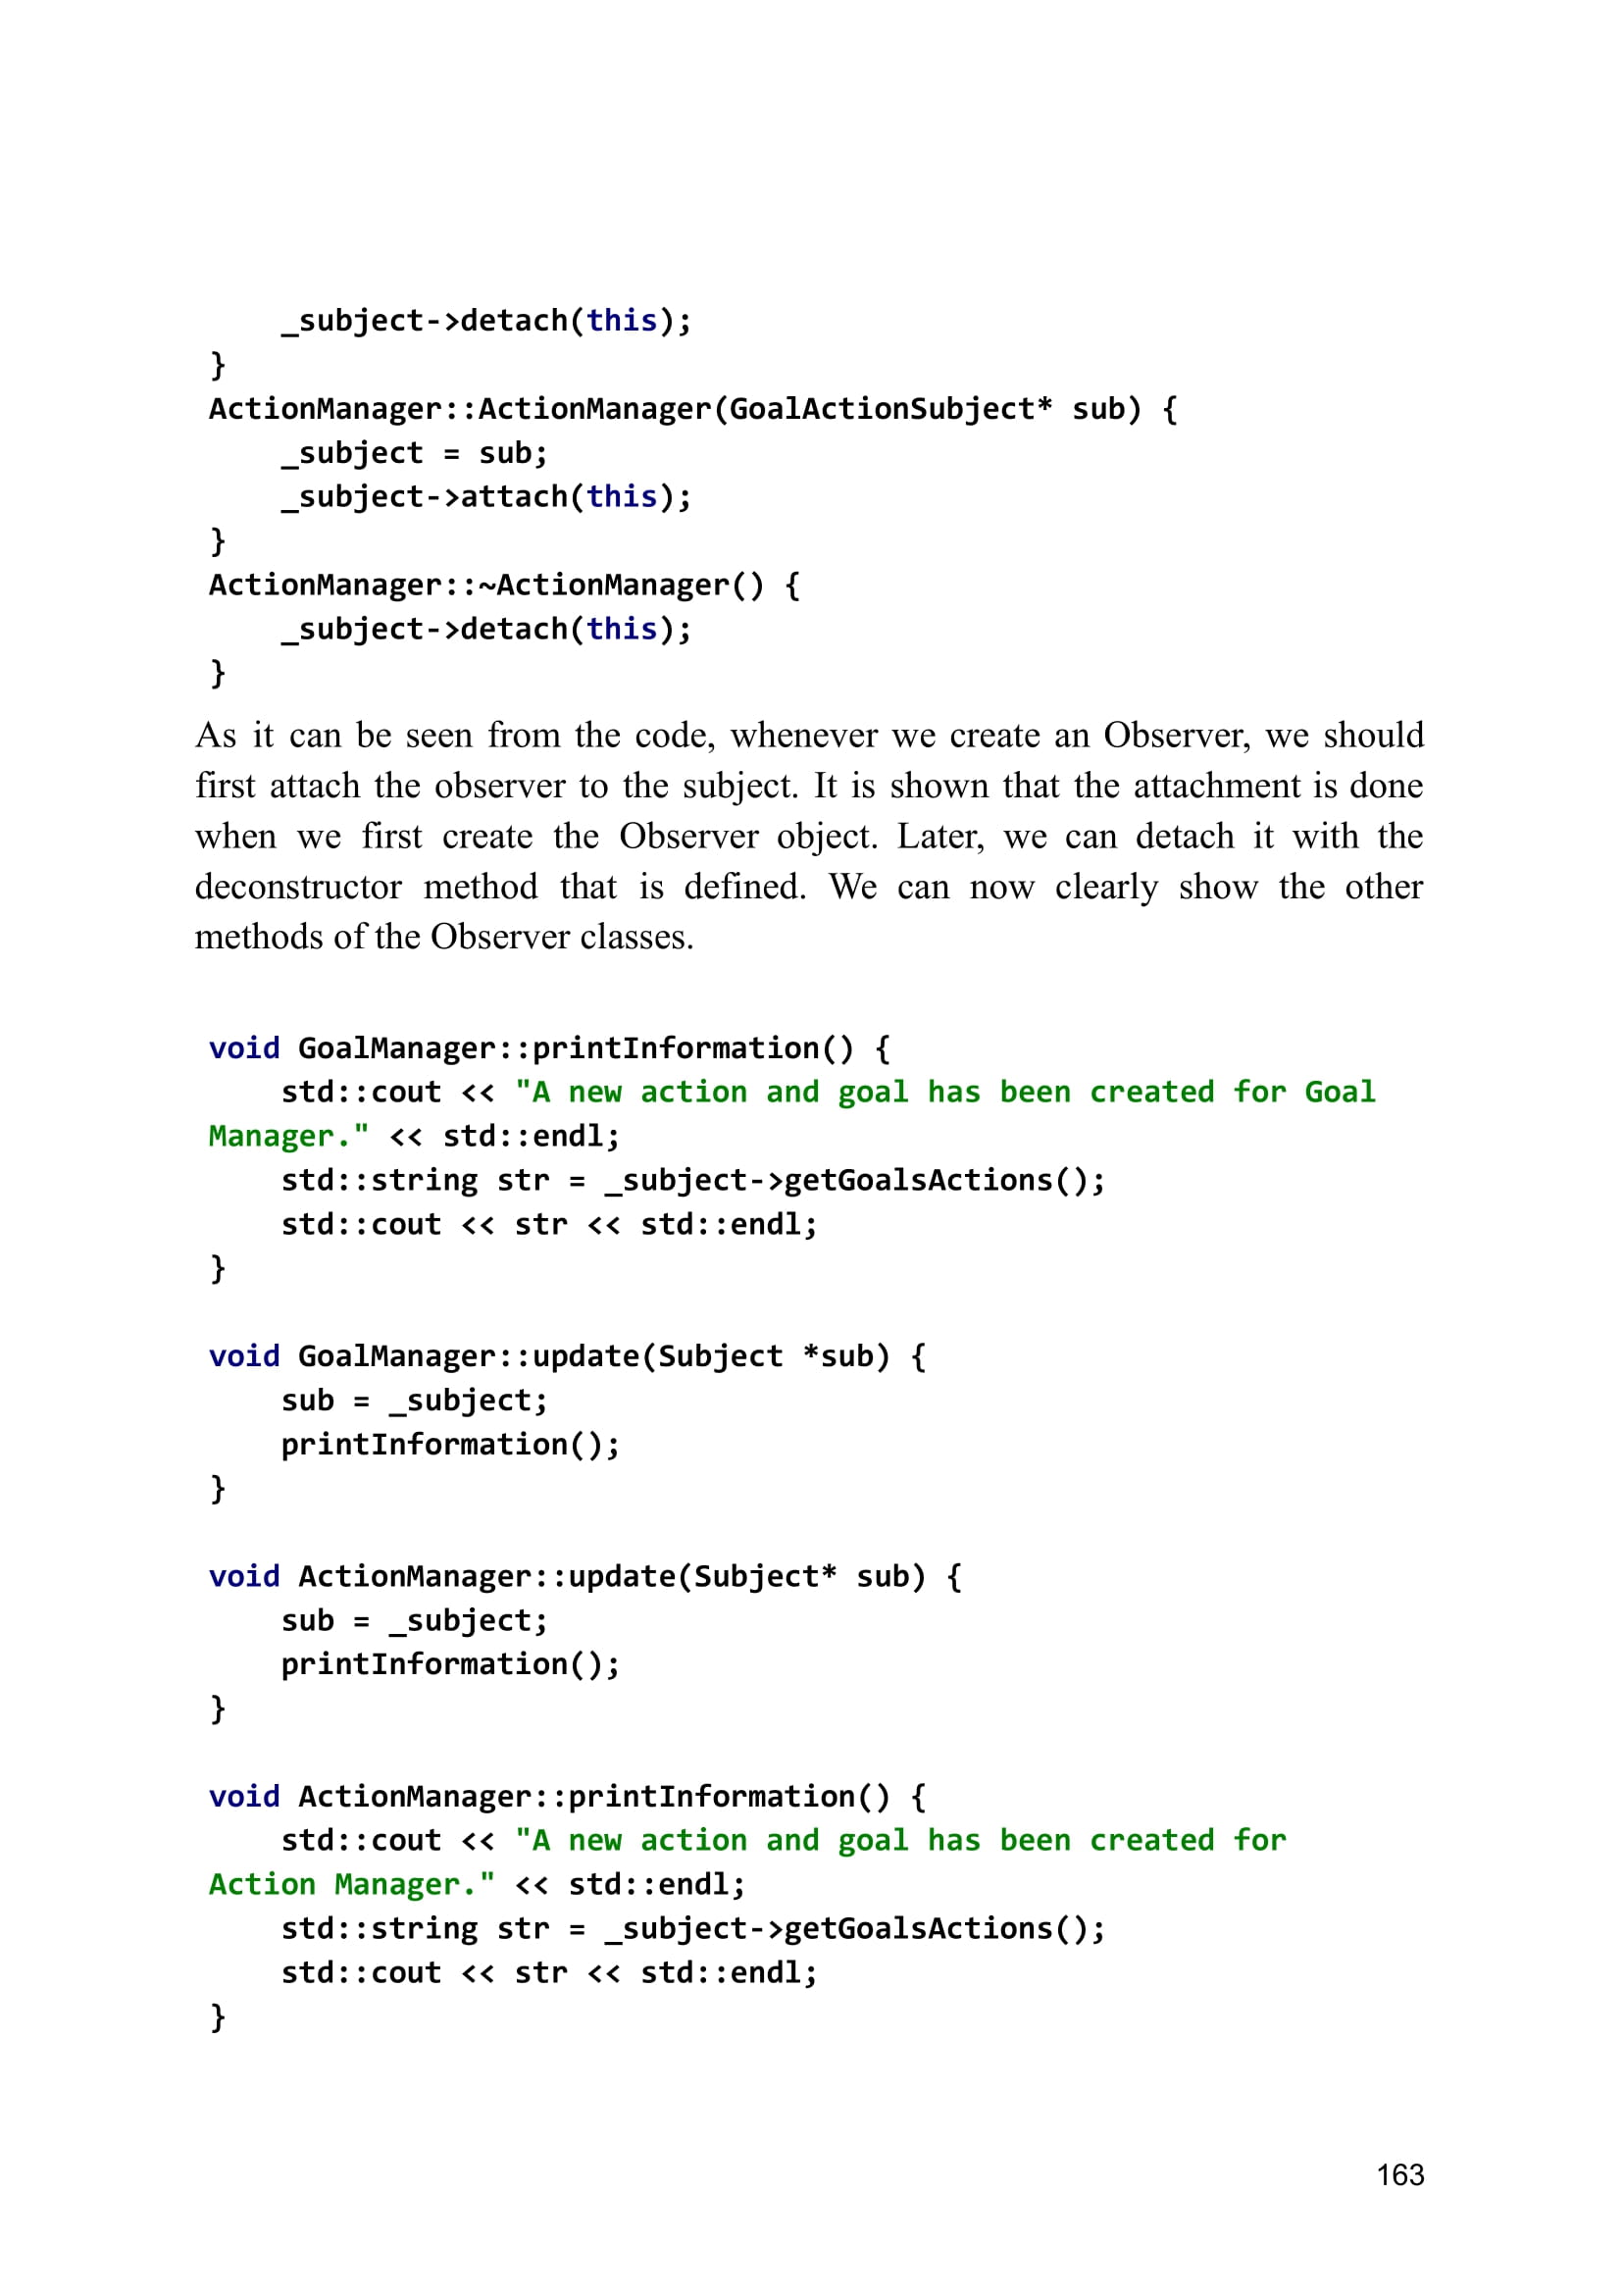 _subject->detach(this);
}
ActionManager::ActionManager(GoalActionSubject* sub) {
_subject = sub;
_subject->attach(this);
}
ActionManager::~ActionManager() {
_subject->detach(this);
}
As it can be seen from the code, whenever we create an Observer, we should
first attach the observer to the subject. It is shown that the attachment is done
when we first create the Observer object. Later, we can detach it with the
deconstructor method that is defined. We can now clearly show the other
methods of the Observer classes.
void GoalManager::printInformation() {
std::cout << "A new action and goal has been created for Goal
Manager." << std::endl;
std::string str = _subject->getGoalsActions();
std::cout << str << std::endl;
}
void GoalManager::update(Subject *sub) {
sub = _subject;
printInformation();
}
void ActionManager::update(Subject* sub) {
sub = _subject;
printInformation();
}
void ActionManager::printInformation() {
std::cout << "A new action and goal has been created for
Action Manager." << std::endl;
std::string str = _subject->getGoalsActions();
std::cout << str << std::endl;
}
163